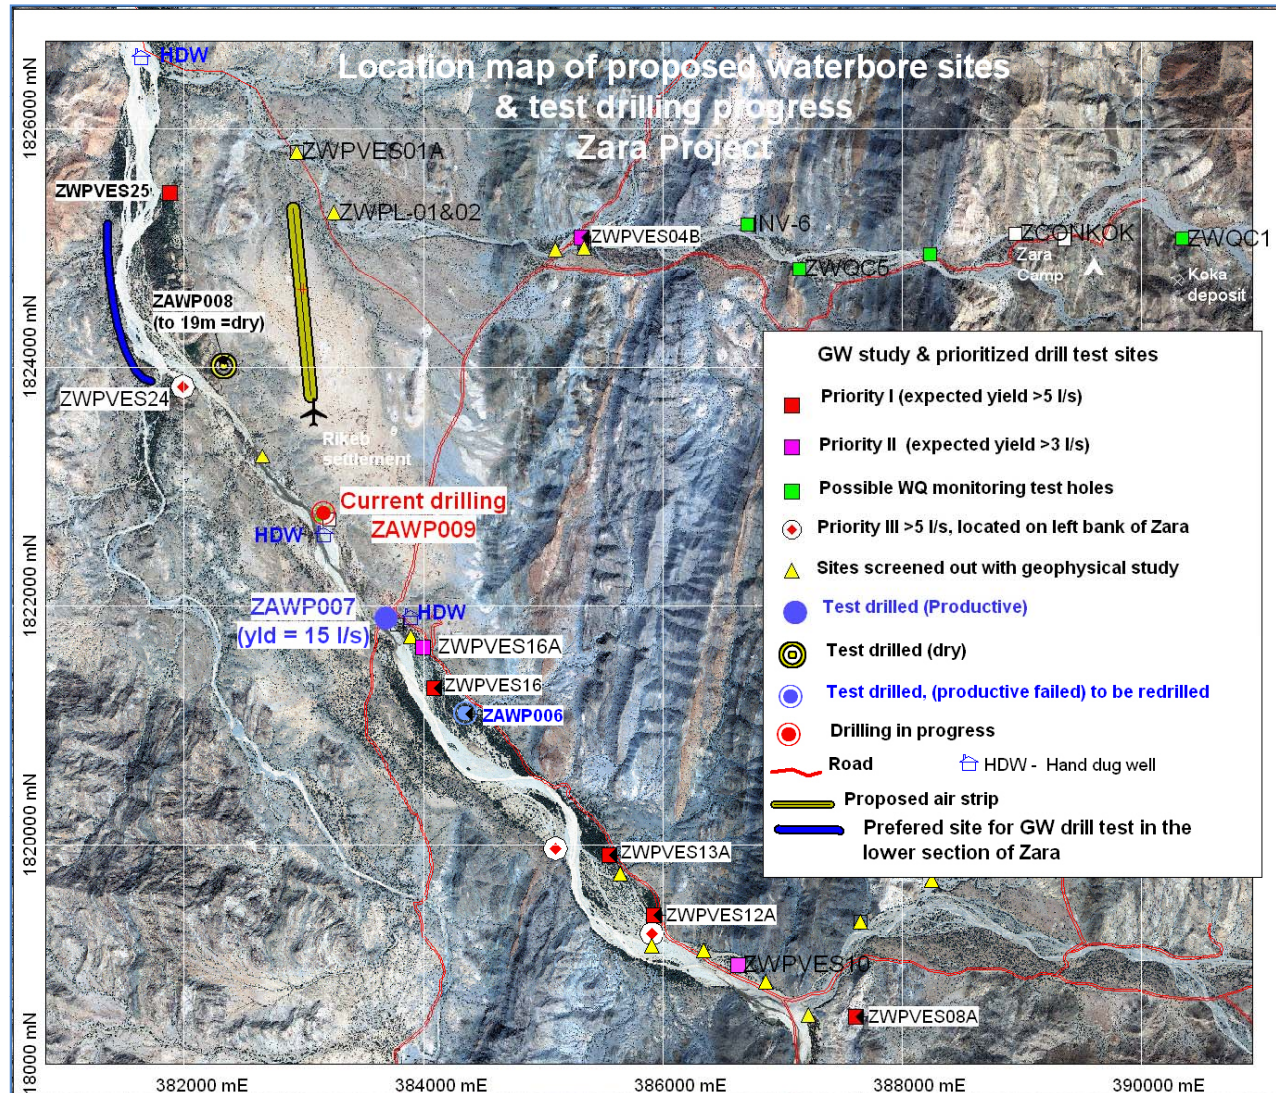 HDW
Location map of proposed waterbore sites
& test drilling progress
Zara Project
1826000 mN
ZWPVES01A
ZWPVES25
ZWPL-01&02
ZWPVES04B
INV-6
ZCONKOK
ZWQC1
Zara
Camp
ZWQC5
Koka
deposit
ZAWP008
(to 19m =dry)
1824000 mN
ZWPVES24
Rikeb
settlement
Current drilling
ZAWP009
HDW
1822000 mN
ZAWP007
(yld = 15 l/s)
HDW
ZWPVES16A
ZWPVES16
ZAWP006
1820000 mN
ZWPVES13A
ZWPVES12A
ZWPVES10
ZWPVES08A
18000 mN
GW study & prioritized drill test sites
Priority I (expected yield >5 l/s)
Priority II (expected yield >3 l/s)
Possible WQ monitoring test holes
Priority III >5 l/s, located on left bank of Zara
Sites screened out with geophysical study
Test drilled (Productive)
Test drilled (dry)
Test drilled, (productive failed) to be redrilled
Drilling in progress
Road
HDW - Hand dug well
Proposed air strip
Prefered site for GW drill test in the
lower section of Zara
382000 mE
384000 mE
386000 mE
388000 mE
390000 mE